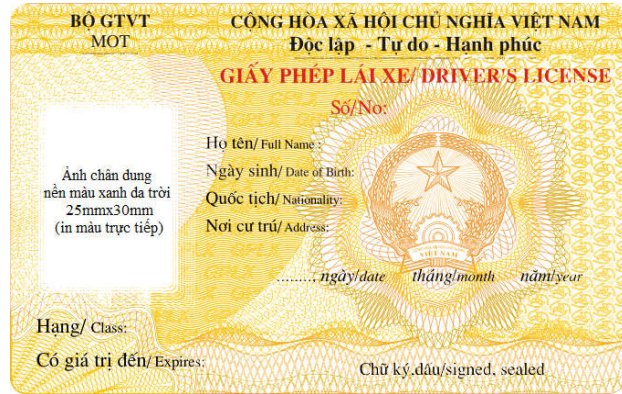 BỘ GTVT
MOT
CỘNG HÒA XÃ HỘI CHỦ NGHĨA VIỆT NAM
Độc lập - Tự do - Hạnh phúc
GIẤY PHÉP LÁI XE/ DRIVER'S LICENSE
Số/No:
Ảnh chân dung
nền màu xanh da trời
25mmx30mm
(in màu trực tiếp)
Họ tên/ Full Name :
Ngày sinh/ Date of Birth:
Quốc tịch/ Nationality:
Nơi cư trú/ Address:
VIỆT NAM
........, ngày/date tháng/month năm/year
Hạng/ Class:
Có giá trị đến/ Expires:
Chữ ký,dấu/signed, sealed